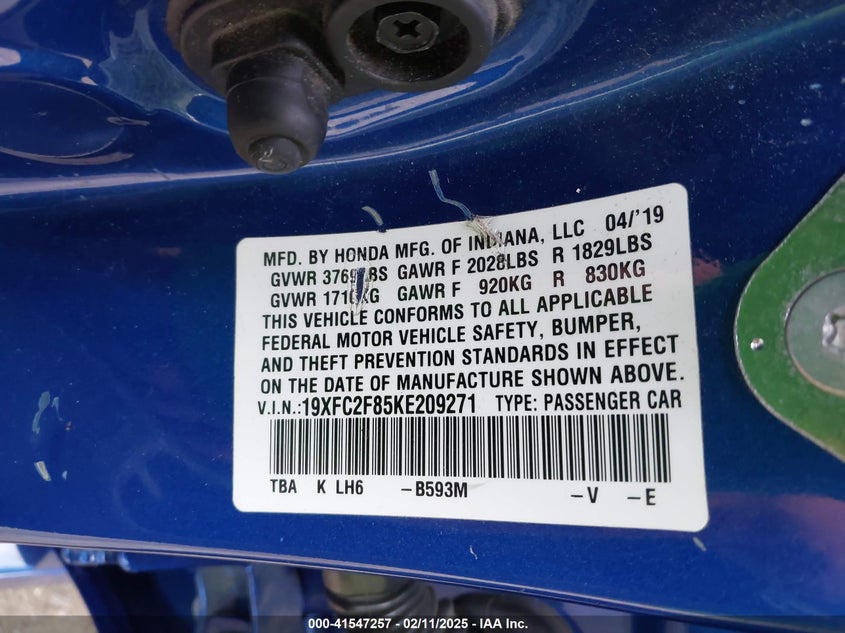 MFD. BY HONDA MFG. OF INDIANA, LLC 04/'19
GVWR GAWR F 2028LBS R 1829LBS
GVWR GAWR F 920KG R 830KG
THIS VEHICLE CONFORMS TO ALL APPLICABLE
FEDERAL MOTOR VEHICLE SAFETY, BUMPER,
AND THEFT PREVENTION STANDARDS IN EFFECT
ON THE DATE OF MANUFACTURE SHOWN ABOVE.
V.I.N.:19XFC2F85KE209271 TYPE: PASSENGER CAR
TBA K LH6 -B593M -V -E
000-41547257 - 02/11/2025 - IAA Inc.